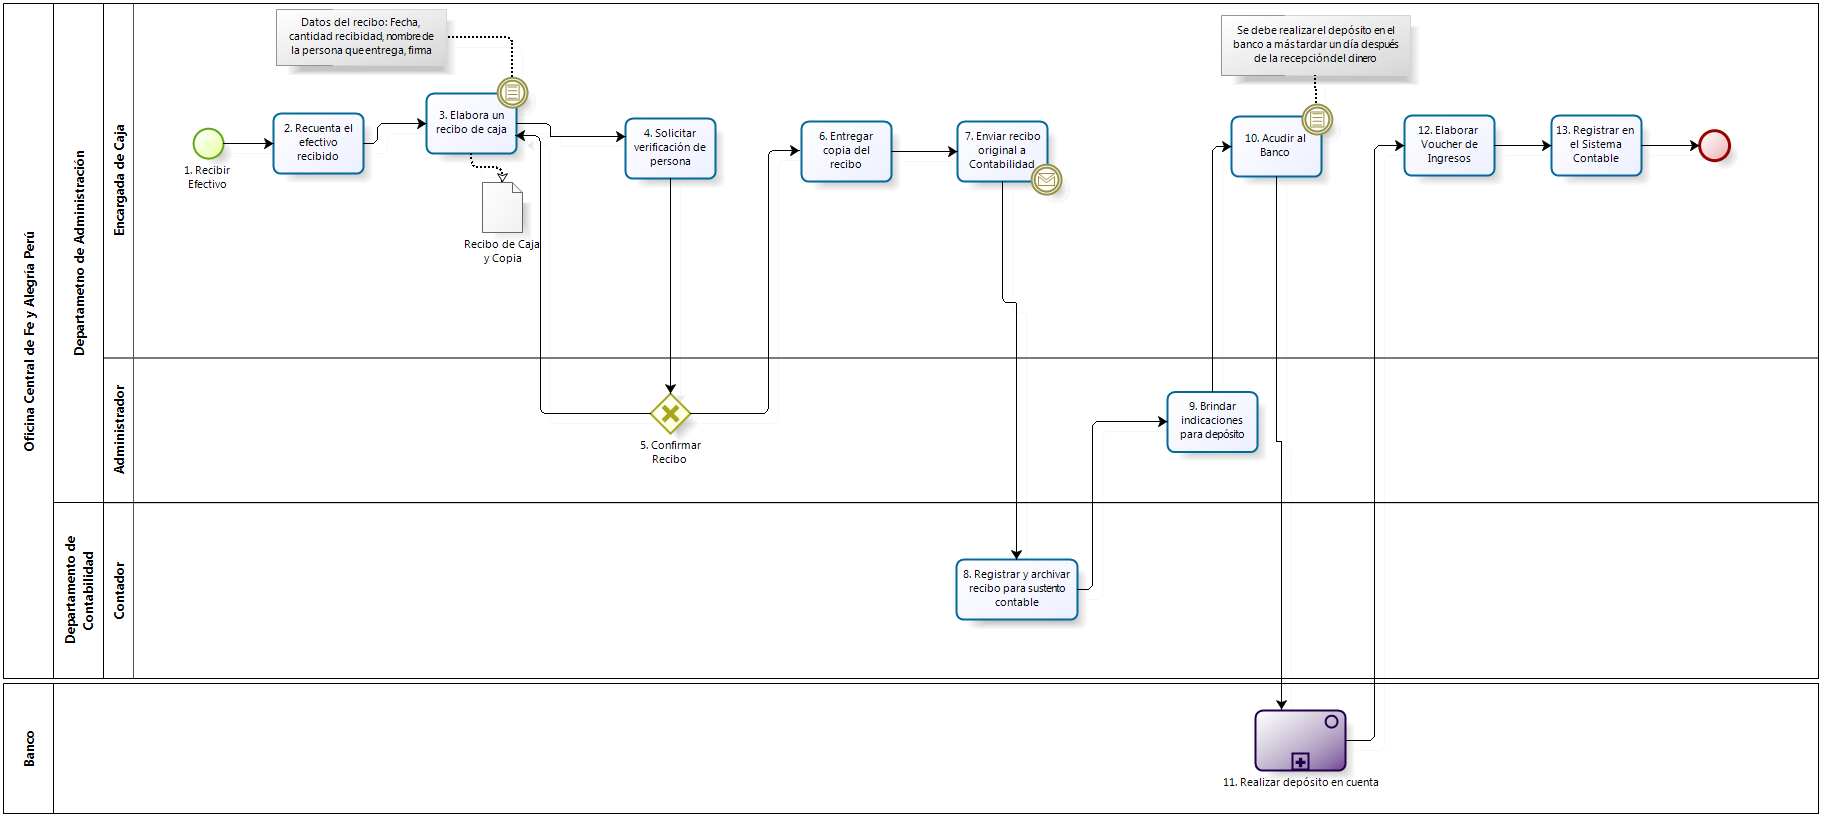 Oficina Central de Fe y Alegría Perú
Departametno de Administración
Encargada de Caja
Datos del recibo: Fecha,
cantidad recibidad, nombre de
la persona que entrega, firma
1. Recibir
Efectivo
2. Recuenta el
efectivo
recibido
3. Elabora un
recibo de caja
Recibo de Caja
y Copia
4. Solicitar
verificación de
persona
6. Entregar
copia del
recibo
7. Enviar recibo
original a
Contabilidad
Se debe realizar el depósito en el
banco a más tardar un día después
de la recepción del dinero
10. Acudir al
Banco
12. Elaborar
Voucher de
Ingresos
13. Registrar en
el Sistema
Contable
Administrador
5. Confirmar
Recibo
9. Brindar
indicaciones
para depósito
Departamento de
Contabilidad
Contador
8. Registrar y archivar
recibo para sustento
contable
Banco
11. Realizar depósito en cuenta